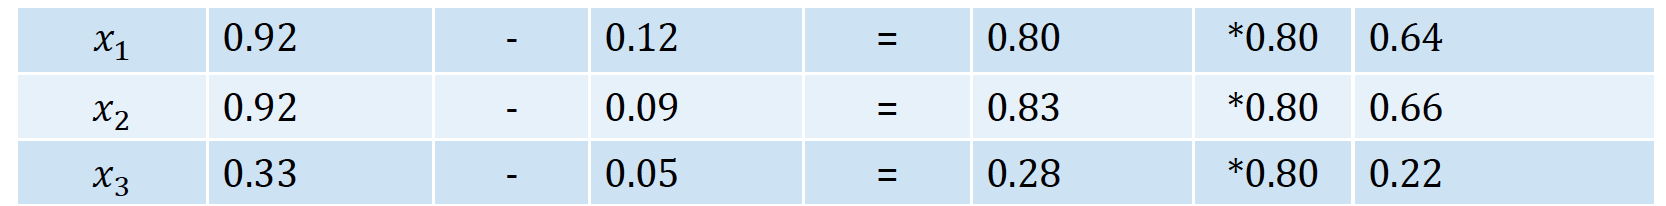 x₁ 0.92 - 0.12 = 0.80 *0.80 0.64
x₂ 0.92 - 0.09 = 0.83 *0.80 0.66
x₃ 0.33 - 0.05 = 0.28 *0.80 0.22